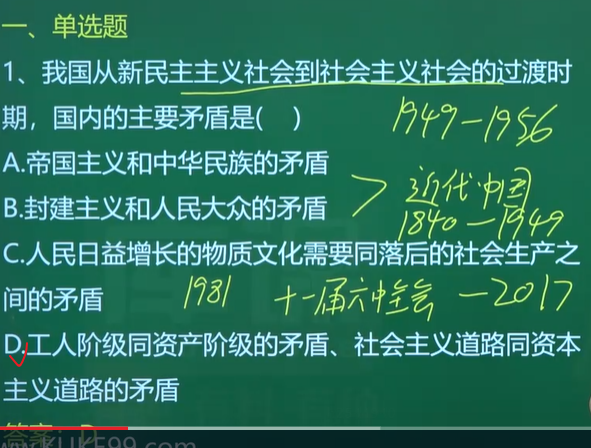 一、单选题
1、我国从新民主主义社会到社会主义社会的过渡时
期，国内的主要矛盾是(    )
1949-1956
A.帝国主义和中华民族的矛盾
B.封建主义和人民大众的矛盾
近代中国
1840-1949
C.人民日益增长的物质文化需要同落后的社会生产之
间的矛盾
1981 十一届六中全会 -2017
D.工人阶级同资产阶级的矛盾、社会主义道路同资本
主义道路的矛盾
答案：D
www.KUKE99.com